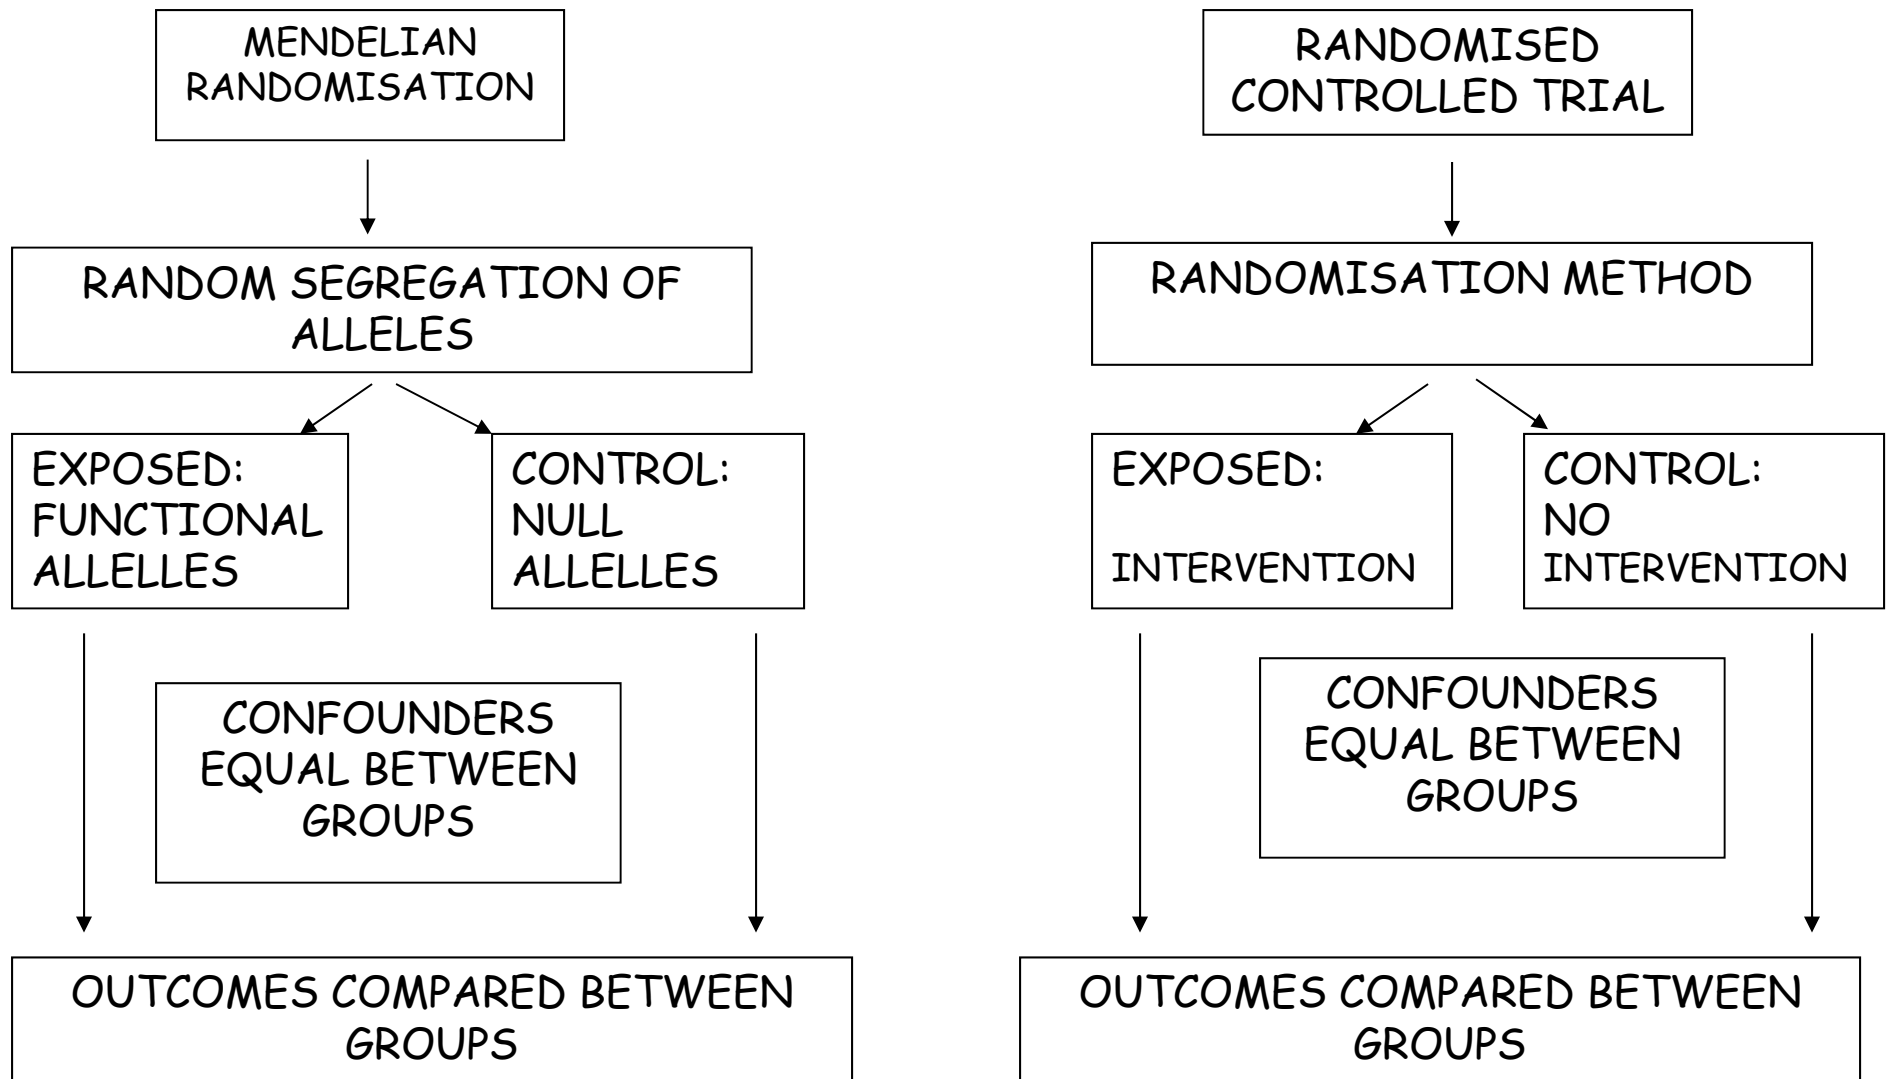 MENDELIAN
RANDOMISATION
RANDOM SEGREGATION OF
ALLELES
EXPOSED:
FUNCTIONAL
ALLELLES
CONTROL:
NULL
ALLELLES
CONFOUNDERS
EQUAL BETWEEN
GROUPS
OUTCOMES COMPARED BETWEEN
GROUPS
RANDOMISED
CONTROLLED TRIAL
RANDOMISATION METHOD
EXPOSED:
INTERVENTION
CONTROL:
NO
INTERVENTION
CONFOUNDERS
EQUAL BETWEEN
GROUPS
OUTCOMES COMPARED BETWEEN
GROUPS